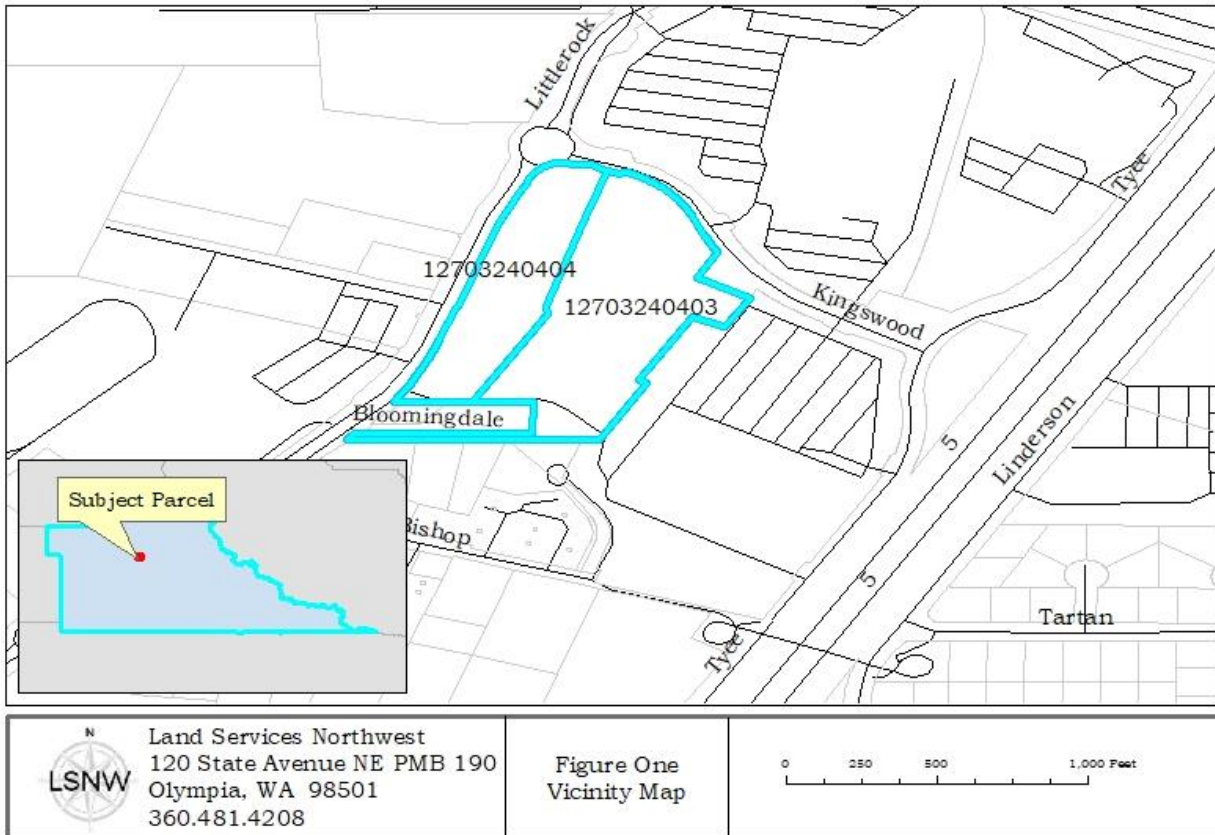 Littlerock
Tyee
12703240404
12703240403
Kingswood
Bloomingdale
5
Linderson
Subject Parcel
Bishop
5
Tartan
Tyee
N
LSNW
Land Services Northwest
120 State Avenue NE PMB 190
Olympia, WA 98501
360.481.4208
Figure One
Vicinity Map
0 250 500 1,000 Feet